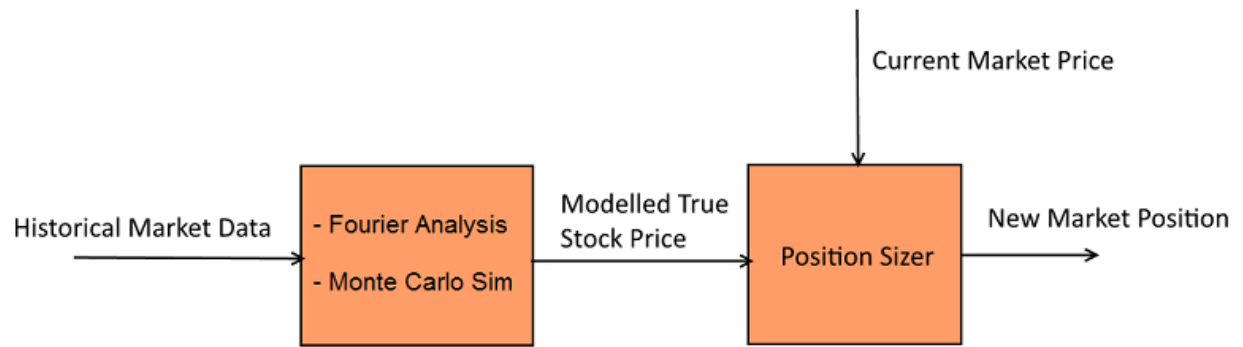 Current Market Price
Historical Market Data
- Fourier Analysis
- Monte Carlo Sim
Modelled True
Stock Price
Position Sizer
New Market Position